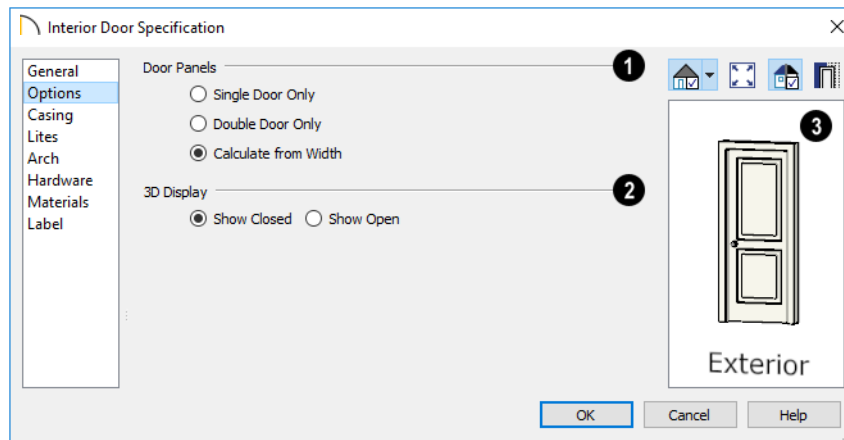 Interior Door Specification
General
Options
Casing
Lites
Arch
Hardware
Materials
Label
Door Panels
1
Single Door Only
Double Door Only
Calculate from Width
3D Display
2
Show Closed Show Open
3
Exterior
OK Cancel Help